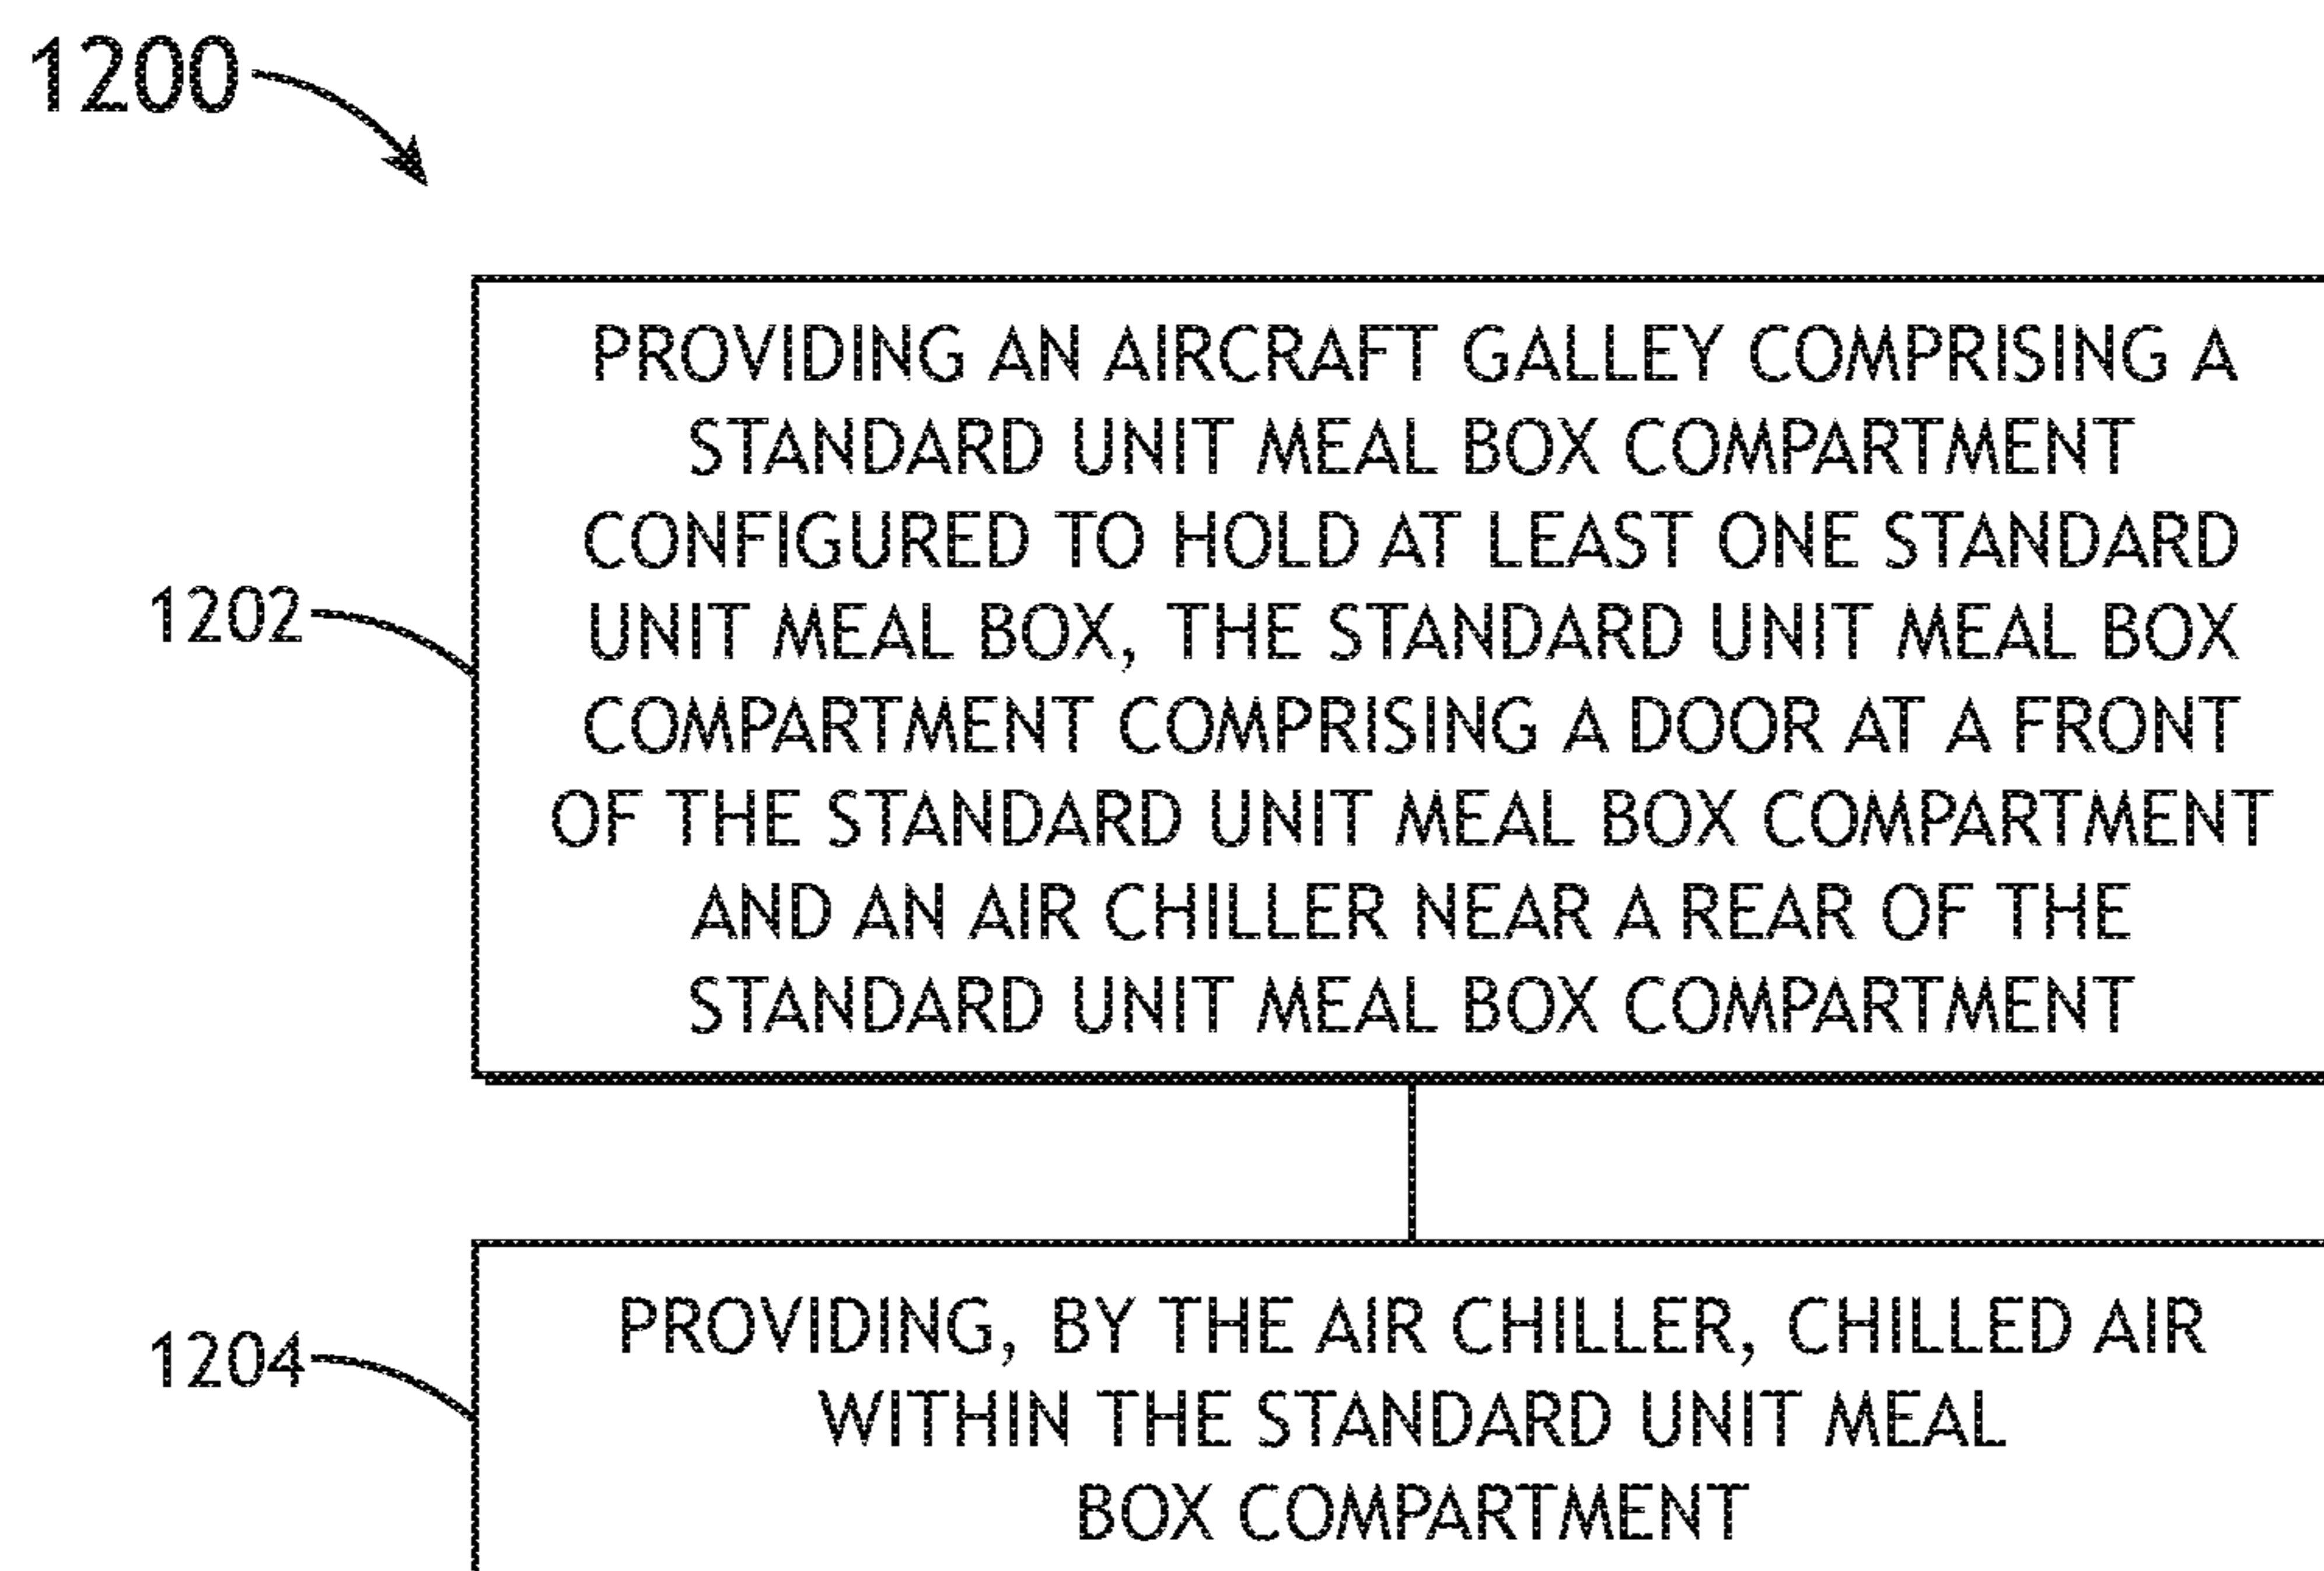 1200
PROVIDING AN AIRCRAFT GALLEY COMPRISING A
STANDARD UNIT MEAL BOX COMPARTMENT
CONFIGURED TO HOLD AT LEAST ONE STANDARD
1202
UNIT MEAL BOX, THE STANDARD UNIT MEAL BOX
COMPARTMENT COMPRISING A DOOR AT A FRONT
OF THE STANDARD UNIT MEAL BOX COMPARTMENT
AND AN AIR CHILLER NEAR A REAR OF THE
STANDARD UNIT MEAL BOX COMPARTMENT
PROVIDING, BY THE AIR CHILLER, CHILLED AIR
1204
WITHIN THE STANDARD UNIT MEAL
BOX COMPARTMENT